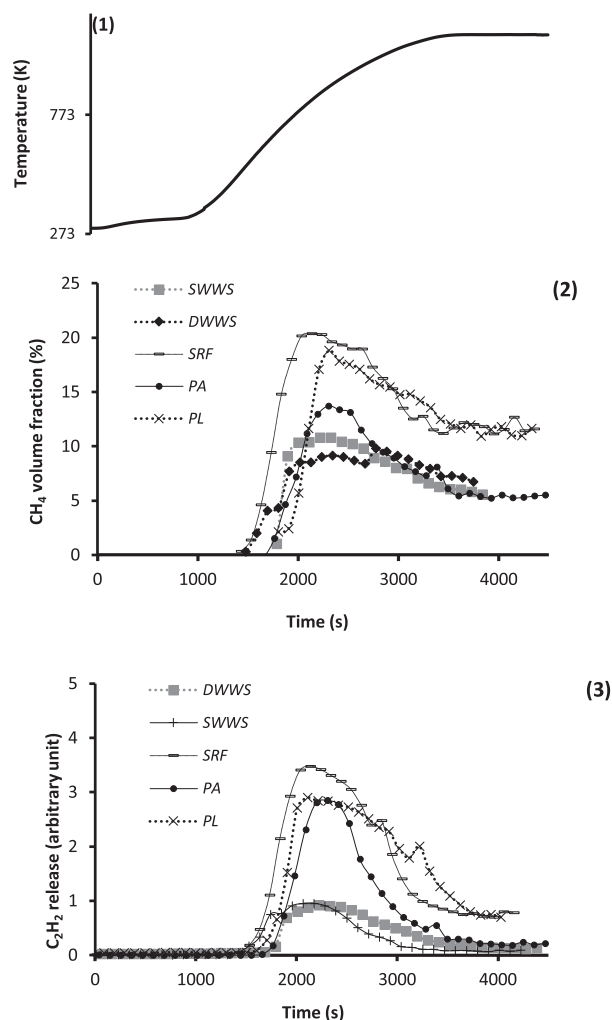 (1)
Temperature (K)
773
273
(2)
CH₄ volume fraction (%)
25
20
15
10
5
0
SWWS
DWWS
SRF
PA
PL
0 1000 2000 3000 4000
Time (s)
(3)
C₂H₂ release (arbitrary unit)
5
4
3
2
1
0
DWWS
SWWS
SRF
PA
PL
0 1000 2000 3000 4000
Time (s)